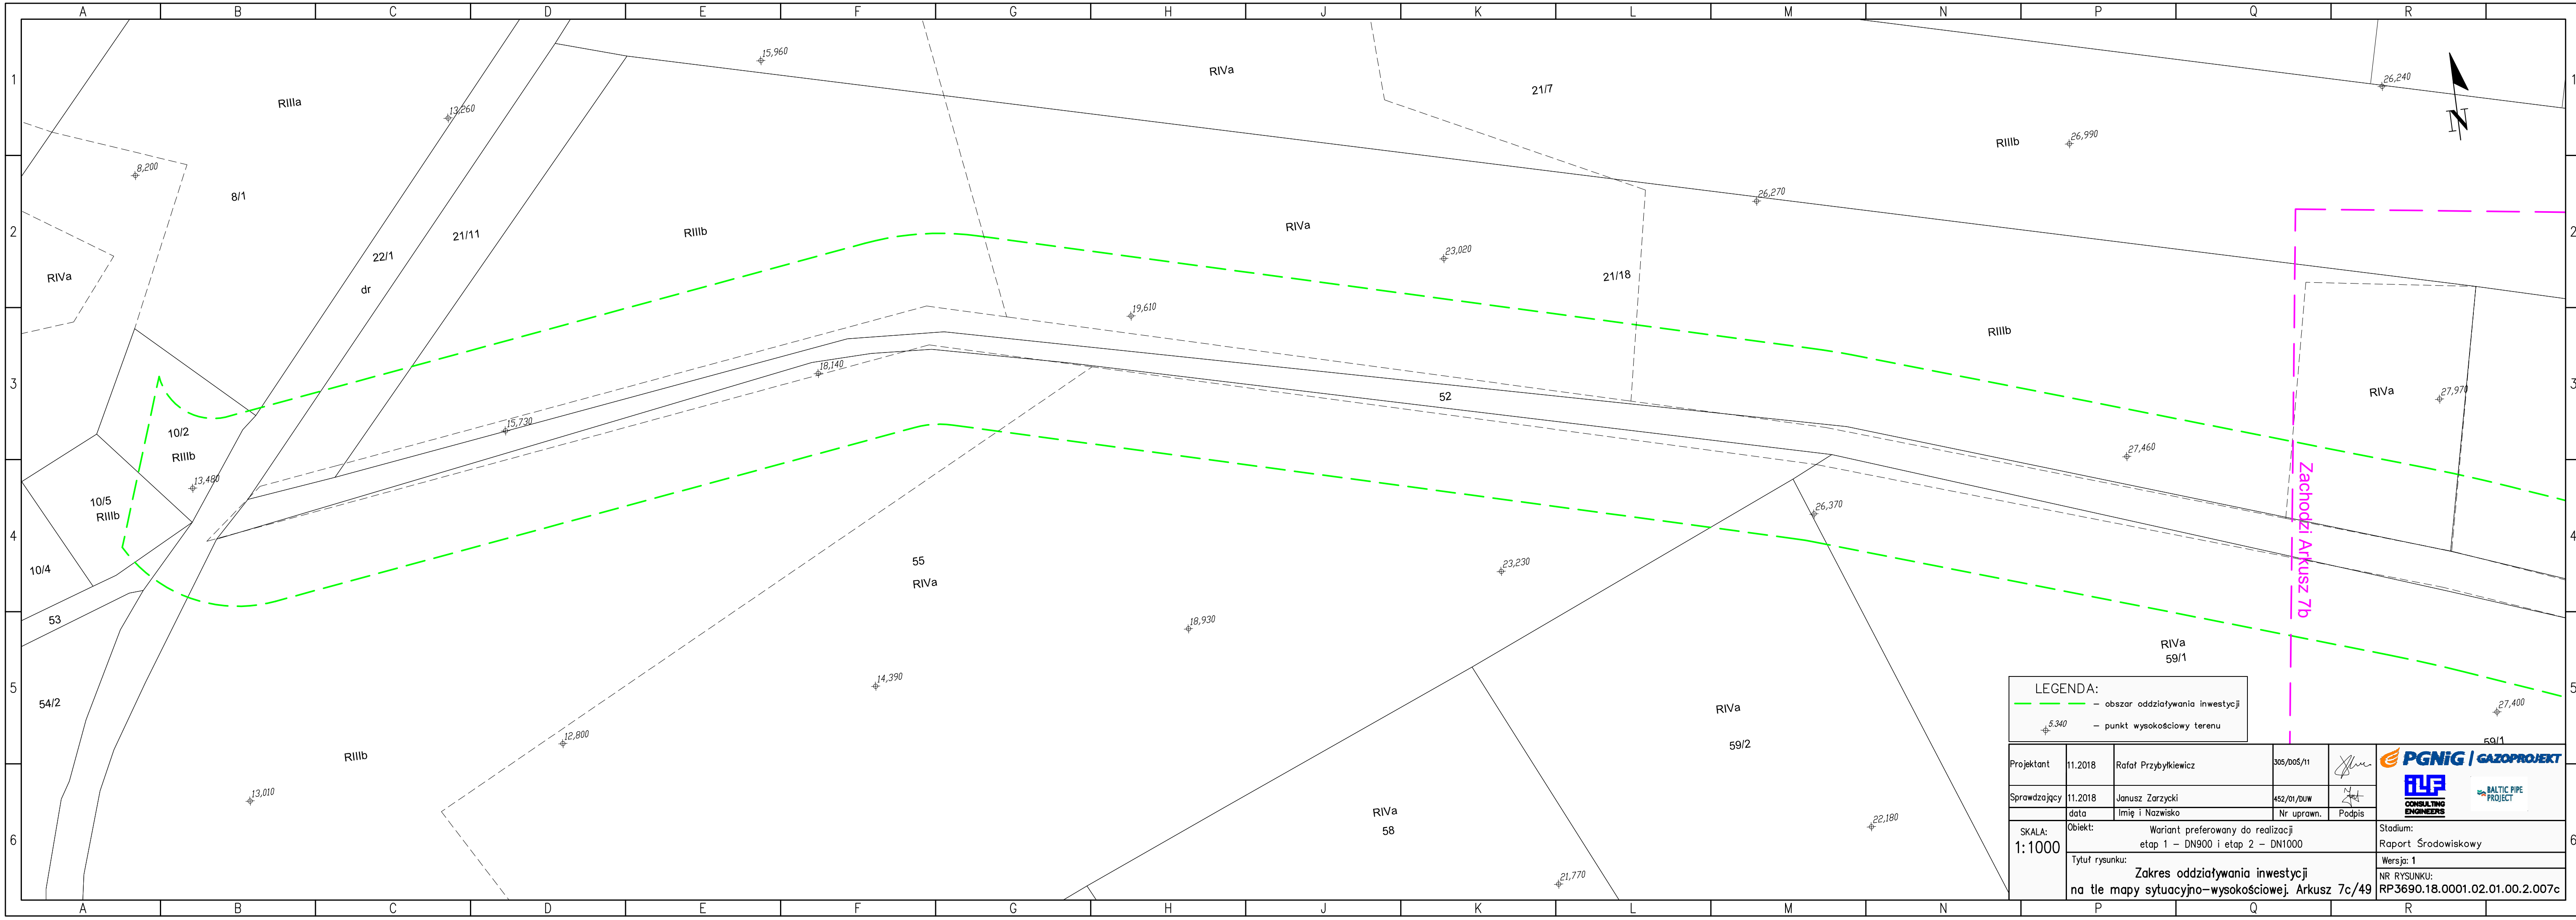 A B C D E F G H J K L M N P Q R
1 1
15,960
RIVa
26,240
21/7
RIIIa
13,260
26,990
RIIIb
N
8,200
26,270
8/1
2 2
RIVa
21/11
RIIIb
23,020
22/1
RIVa
21/18
dr
19,610
RIIIb
3 3
18,140
RIVa
27,970
52
15,730
10/2
27,460
RIIIb
13,480
10/5
RIIIb
26,370
Zachodzi Arkusz 7b
4 4
55
23,230
10/4
RIVa
53
18,930
RIVa
59/1
14,390
5 5
54/2
RIVa
27,400
12,800
59/2
59/1
RIIIb
13,010
RIVa
58
22,180
6 6
21,770
LEGENDA:
– obszar oddziaływania inwestycji
5.340 – punkt wysokościowy terenu
Projektant 11.2018 Rafał Przybyłkiewicz 305/DOŚ/11
Sprawdzający 11.2018 Janusz Zarzycki 452/01/DUW
data Imię i Nazwisko Nr uprawn. Podpis
PGNiG | GAZOPROJEKT
ILF
CONSULTING
ENGINEERS
BALTIC PIPE
PROJECT
SKALA:
1:1000
Obiekt: Wariant preferowany do realizacji
etap 1 – DN900 i etap 2 – DN1000
Stadium:
Raport Środowiskowy
Tytuł rysunku:
Zakres oddziaływania inwestycji
na tle mapy sytuacyjno–wysokościowej. Arkusz 7c/49
Wersja: 1
NR RYSUNKU:
RP3690.18.0001.02.01.00.2.007c
A B C D E F G H J K L M N P Q R